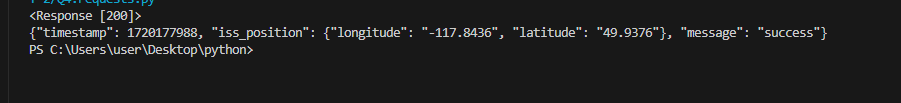 <Response [200]>
{"timestamp": 1720177988, "iss_position": {"longitude": "-117.8436", "latitude": "49.9376"}, "message": "success"}
PS C:\Users\user\Desktop\python>